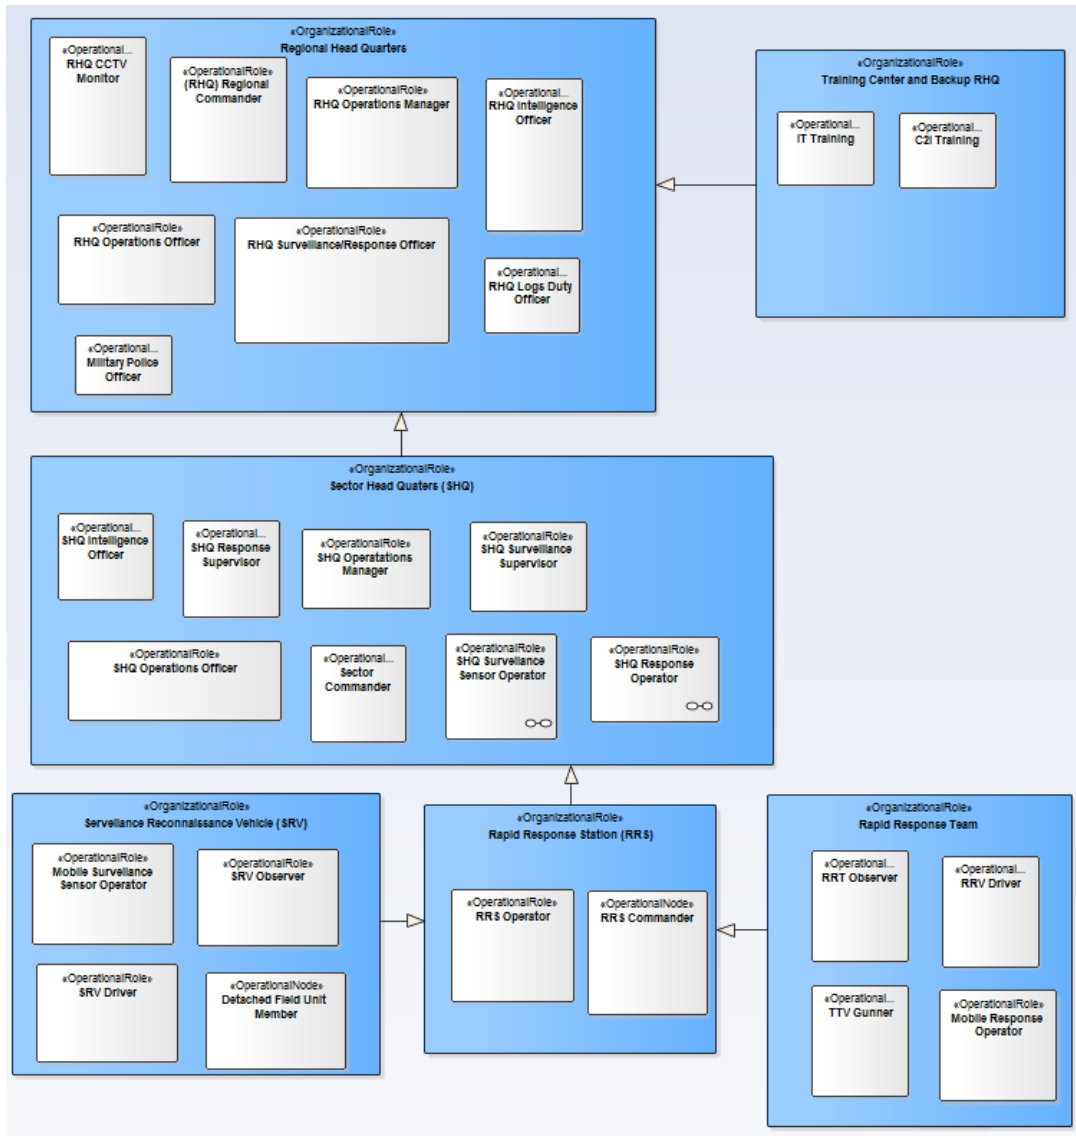 «OrganizationalRole»
Regional Head Quarters
«Operational...
RHQ CCTV
Monitor
«OperationalRole»
(RHQ) Regional
Commander
«OperationalRole»
RHQ Operations Manager
«Operational...
RHQ Intelligence
Officer
«OperationalRole»
RHQ Operations Officer
«OperationalRole»
RHQ Surveillance/Response Officer
«Operational...
RHQ Logs Duty
Officer
«Operational...
Military Police
Officer
«OrganizationalRole»
Training Center and Backup RHQ
«Operational...
IT Training
«Operational...
C2I Training
«OrganizationalRole»
Sector Head Quaters (SHQ)
«Operational...
SHQ Intelligence
Officer
«Operational...
SHQ Response
Supervisor
«OperationalRole»
SHQ Operatations
Manager
«OperationalRole»
SHQ Surveillance
Supervisor
«OperationalRole»
SHQ Operations Officer
«Operational...
Sector
Commander
«OperationalRole»
SHQ Surveillance
Sensor Operator
«OperationalRole»
SHQ Response
Operator
«OrganizationalRole»
Serveillance Reconnaissance Vehicle (SRV)
«OperationalRole»
Mobile Surveillance
Sensor Operator
«OperationalRole»
SRV Observer
«OperationalRole»
SRV Driver
«OperationalNode»
Detached Field Unit
Member
«OrganizationalRole»
Rapid Response Station (RRS)
«OperationalRole»
RRS Operator
«OperationalNode»
RRS Commander
«OrganizationalRole»
Rapid Response Team
«Operational...
RRT Observer
«Operational...
RRV Driver
«Operational...
TTV Gunner
«OperationalRole»
Mobile Response
Operator